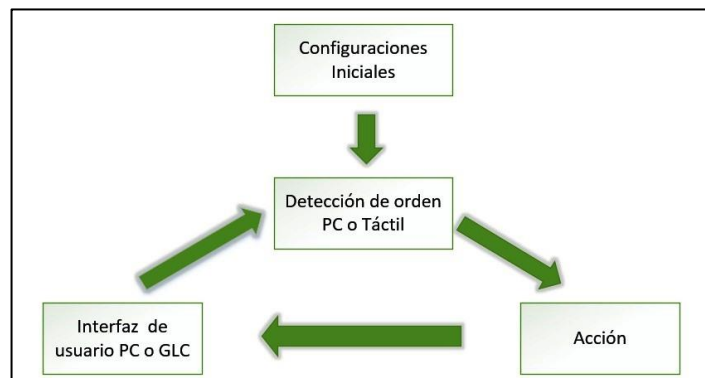 Configuraciones
Iniciales
Detección de orden
PC o Táctil
Interfaz de
usuario PC o GLC
Acción